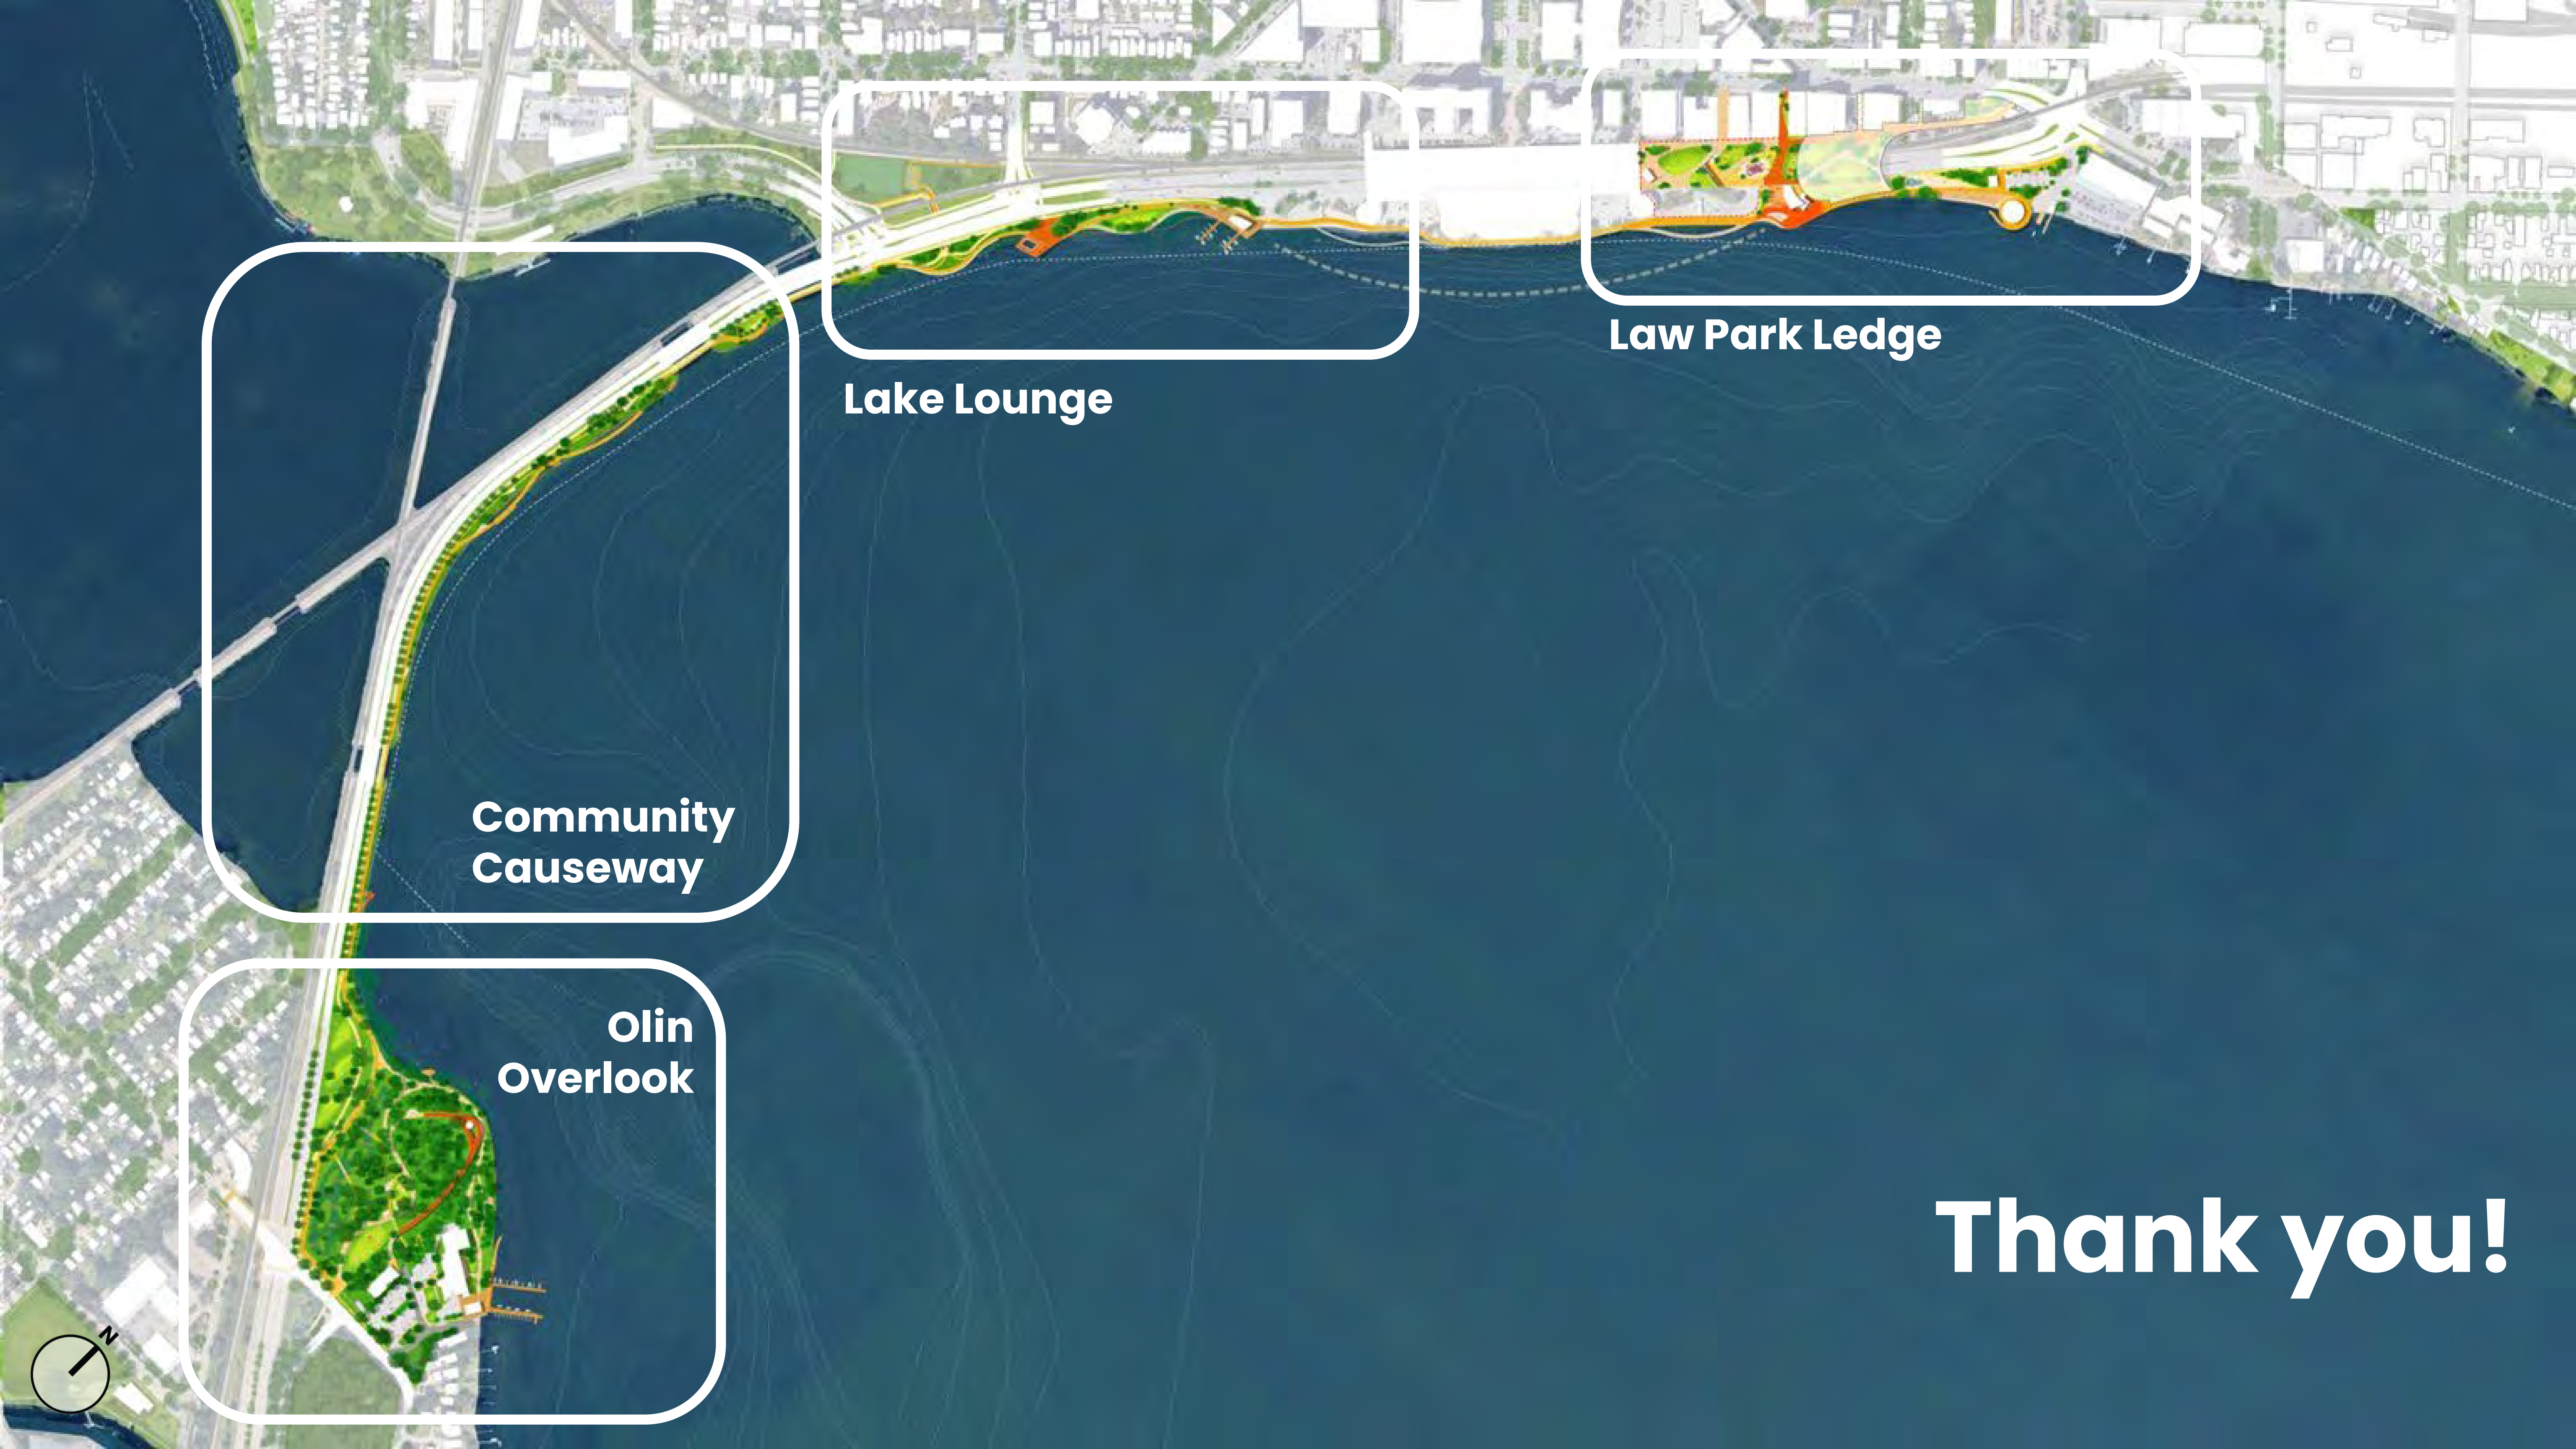 Law Park Ledge
Lake Lounge
Community
Causeway
Olin
Overlook
Thank you!
N